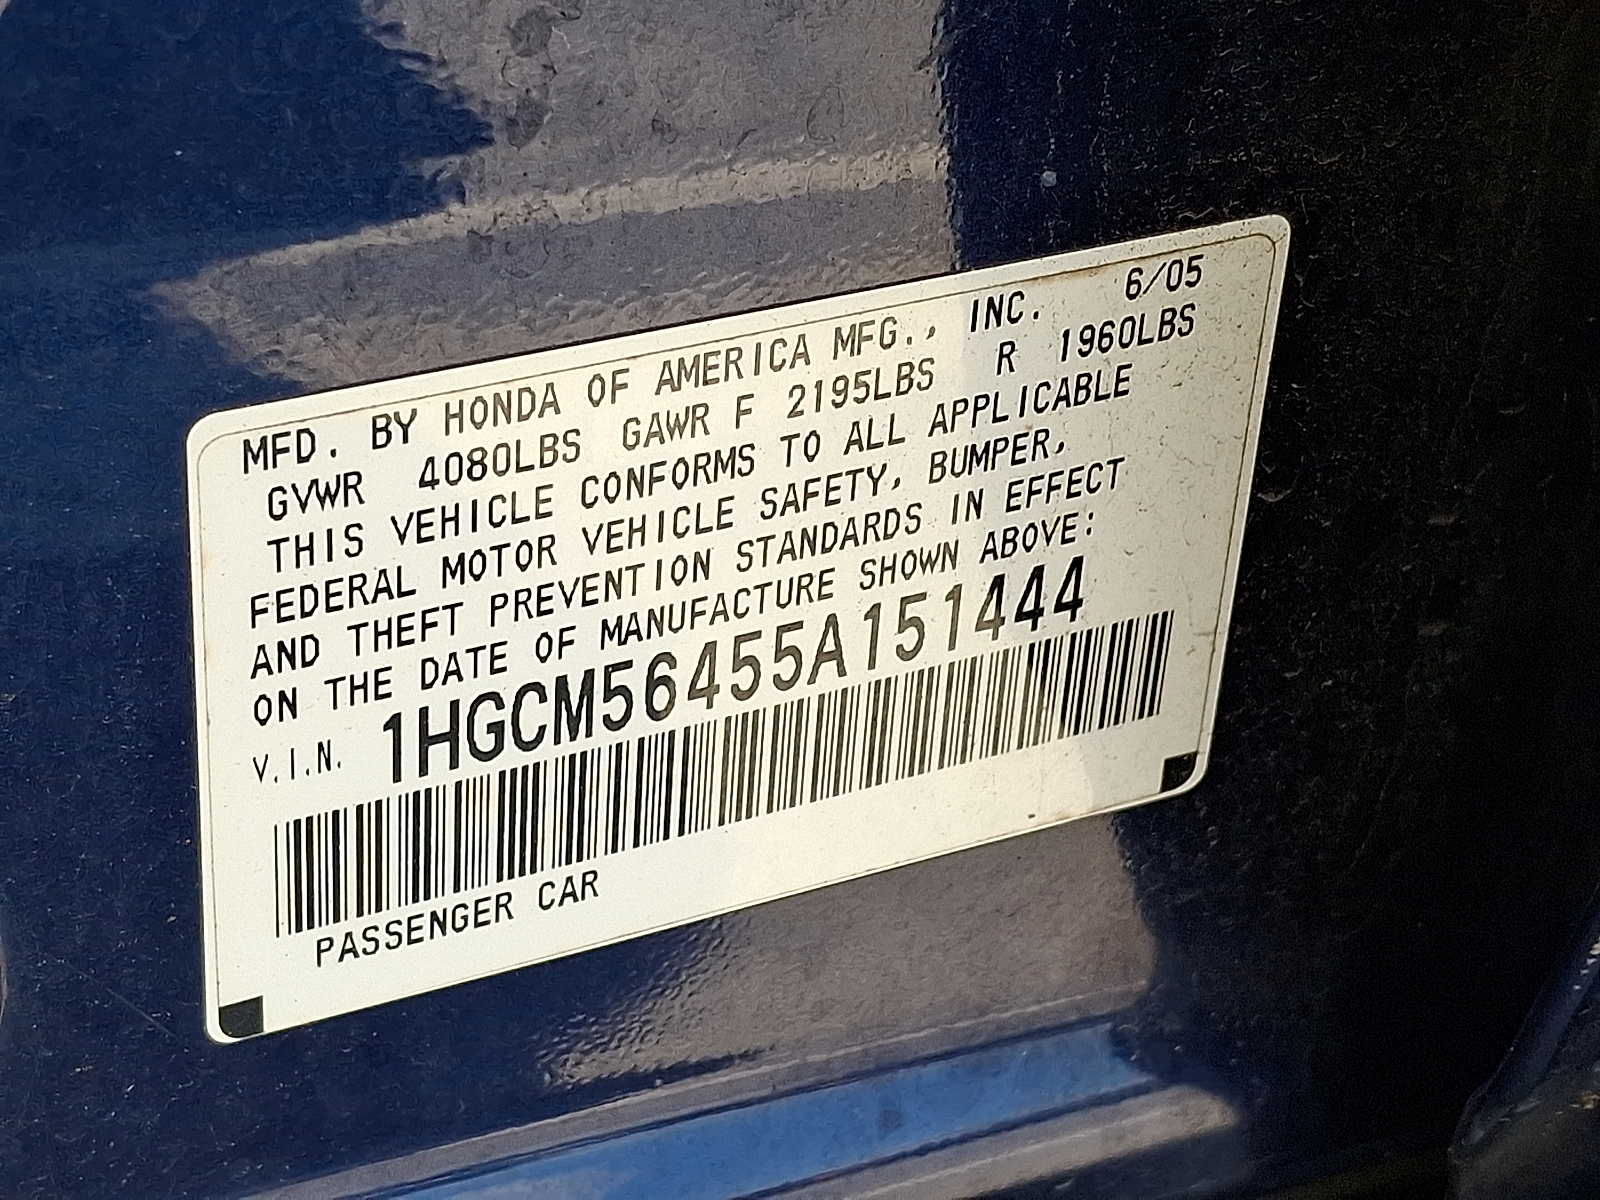 MFD. BY HONDA OF AMERICA MFG., INC. 6/05
GVWR 4080LBS GAWR F 2195LBS R 1960LBS
THIS VEHICLE CONFORMS TO ALL APPLICABLE
FEDERAL MOTOR VEHICLE SAFETY, BUMPER,
AND THEFT PREVENTION STANDARDS IN EFFECT
ON THE DATE OF MANUFACTURE SHOWN ABOVE:
V.I.N. 1HGCM56455A151444
PASSENGER CAR